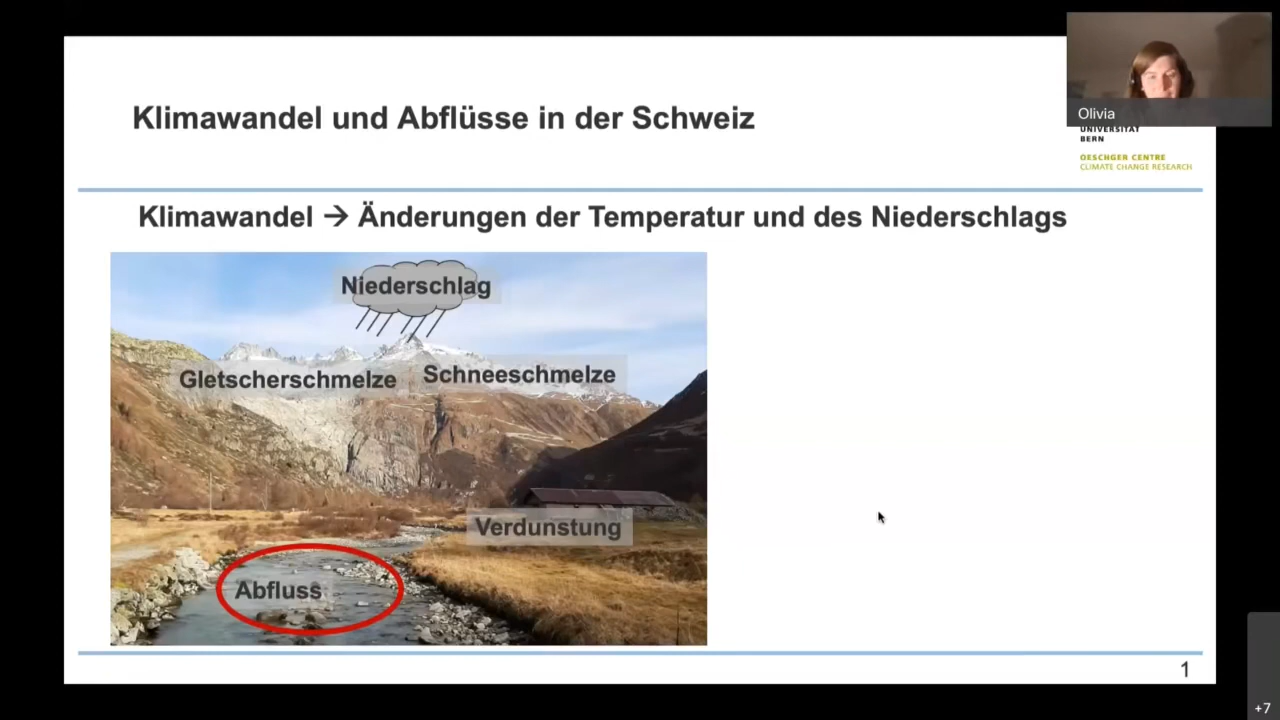 Klimawandel und Abflüsse in der Schweiz
Olivia
UNIVERSITÄT
BERN
OESCHGER CENTRE
CLIMATE CHANGE RESEARCH
Klimawandel → Änderungen der Temperatur und des Niederschlags
Niederschlag
Gletscherschmelze
Schneeschmelze
Verdunstung
Abfluss
1
+7